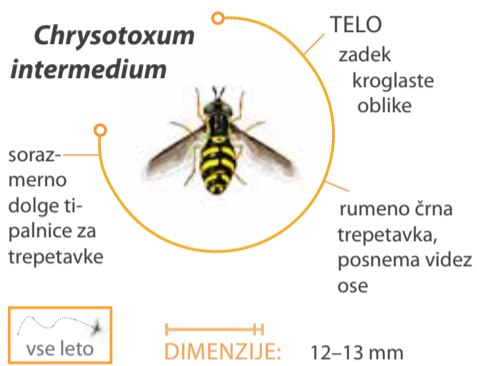 Chrysotoxum
intermedium
TELO
zadek
kroglaste
oblike
soraz-
merno
dolge ti-
palnice za
trepetavke
rumeno črna
trepetavka,
posnema videz
ose
vse leto
DIMENZIJE: 12–13 mm